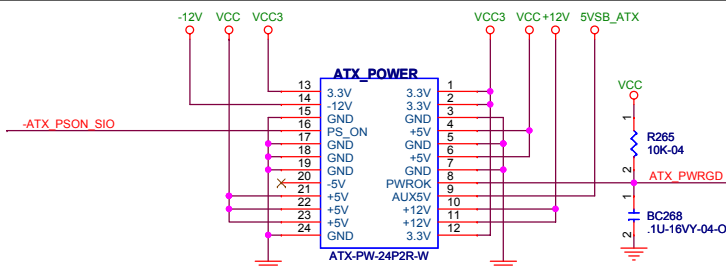 -12V VCC VCC3 VCC3 VCC +12V 5VSB_ATX
ATX_POWER
VCC
13 3.3V 3.3V 1
14 -12V 3.3V 2
15 GND GND 3
-ATX_PSON_SIO 16 PS_ON +5V 4
17 GND GND 5
18 GND +5V 6
19 GND GND 7
20 -5V PWROK 8 ATX_PWRGD
21 +5V AUX5V 9
22 +5V +12V 10
23 +5V +12V 11
24 GND 3.3V 12
ATX-PW-24P2R-W
1
R265
10K-04
2
1
BC268
.1U-16VY-04-O
2